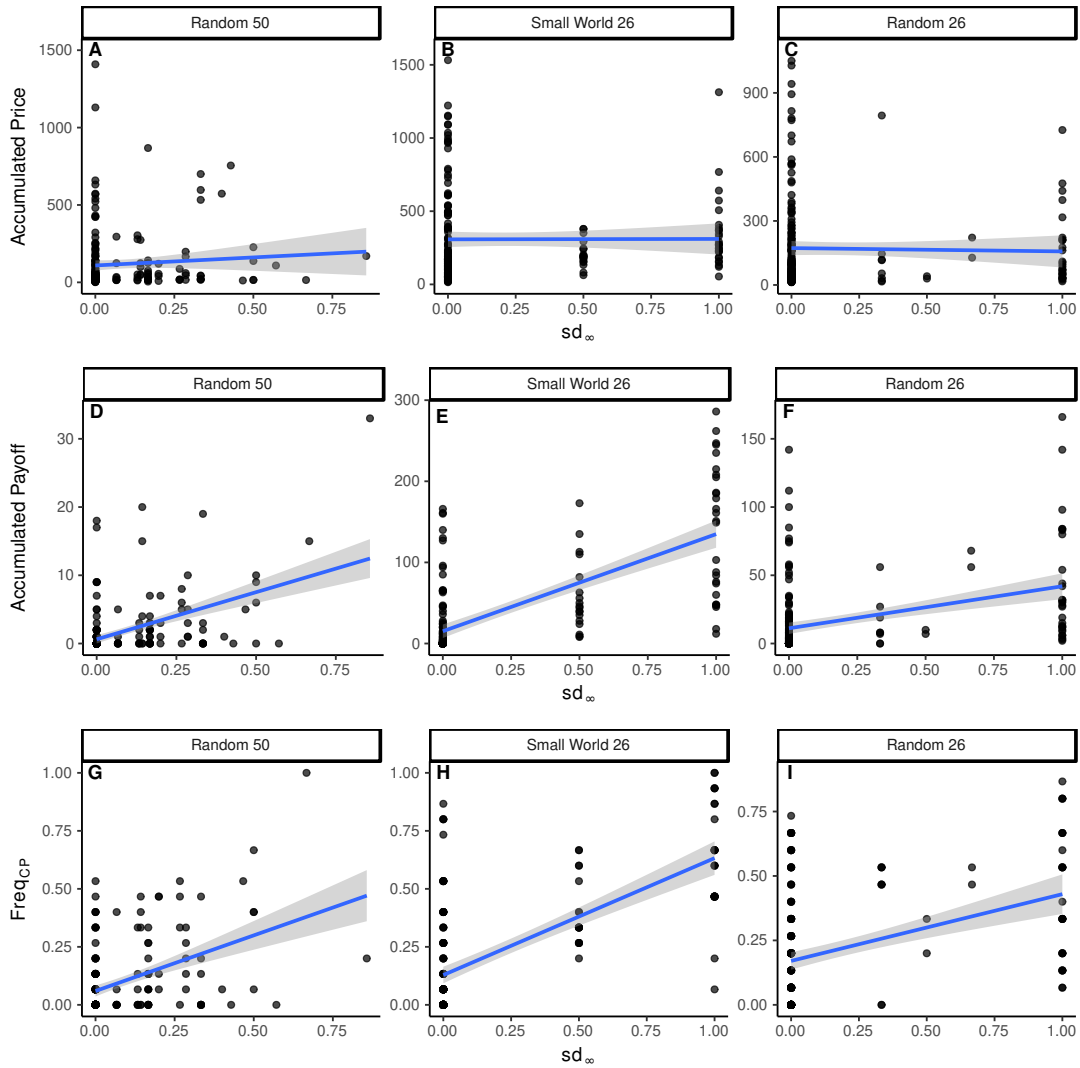 Random 50
Small World 26
Random 26
A
B
C
Accumulated Price
1500
1000
500
0
1500
1000
500
0
900
600
300
0
0.00 0.25 0.50 0.75
0.00 0.25 0.50 0.75 1.00
0.00 0.25 0.50 0.75 1.00
sd∞
Random 50
Small World 26
Random 26
D
E
F
Accumulated Payoff
30
20
10
0
300
200
100
0
150
100
50
0
0.00 0.25 0.50 0.75
0.00 0.25 0.50 0.75 1.00
0.00 0.25 0.50 0.75 1.00
sd∞
Random 50
Small World 26
Random 26
G
H
I
FreqCP
1.00
0.75
0.50
0.25
0.00
1.00
0.75
0.50
0.25
0.00
0.75
0.50
0.25
0.00
0.00 0.25 0.50 0.75
0.00 0.25 0.50 0.75 1.00
0.00 0.25 0.50 0.75 1.00
sd∞